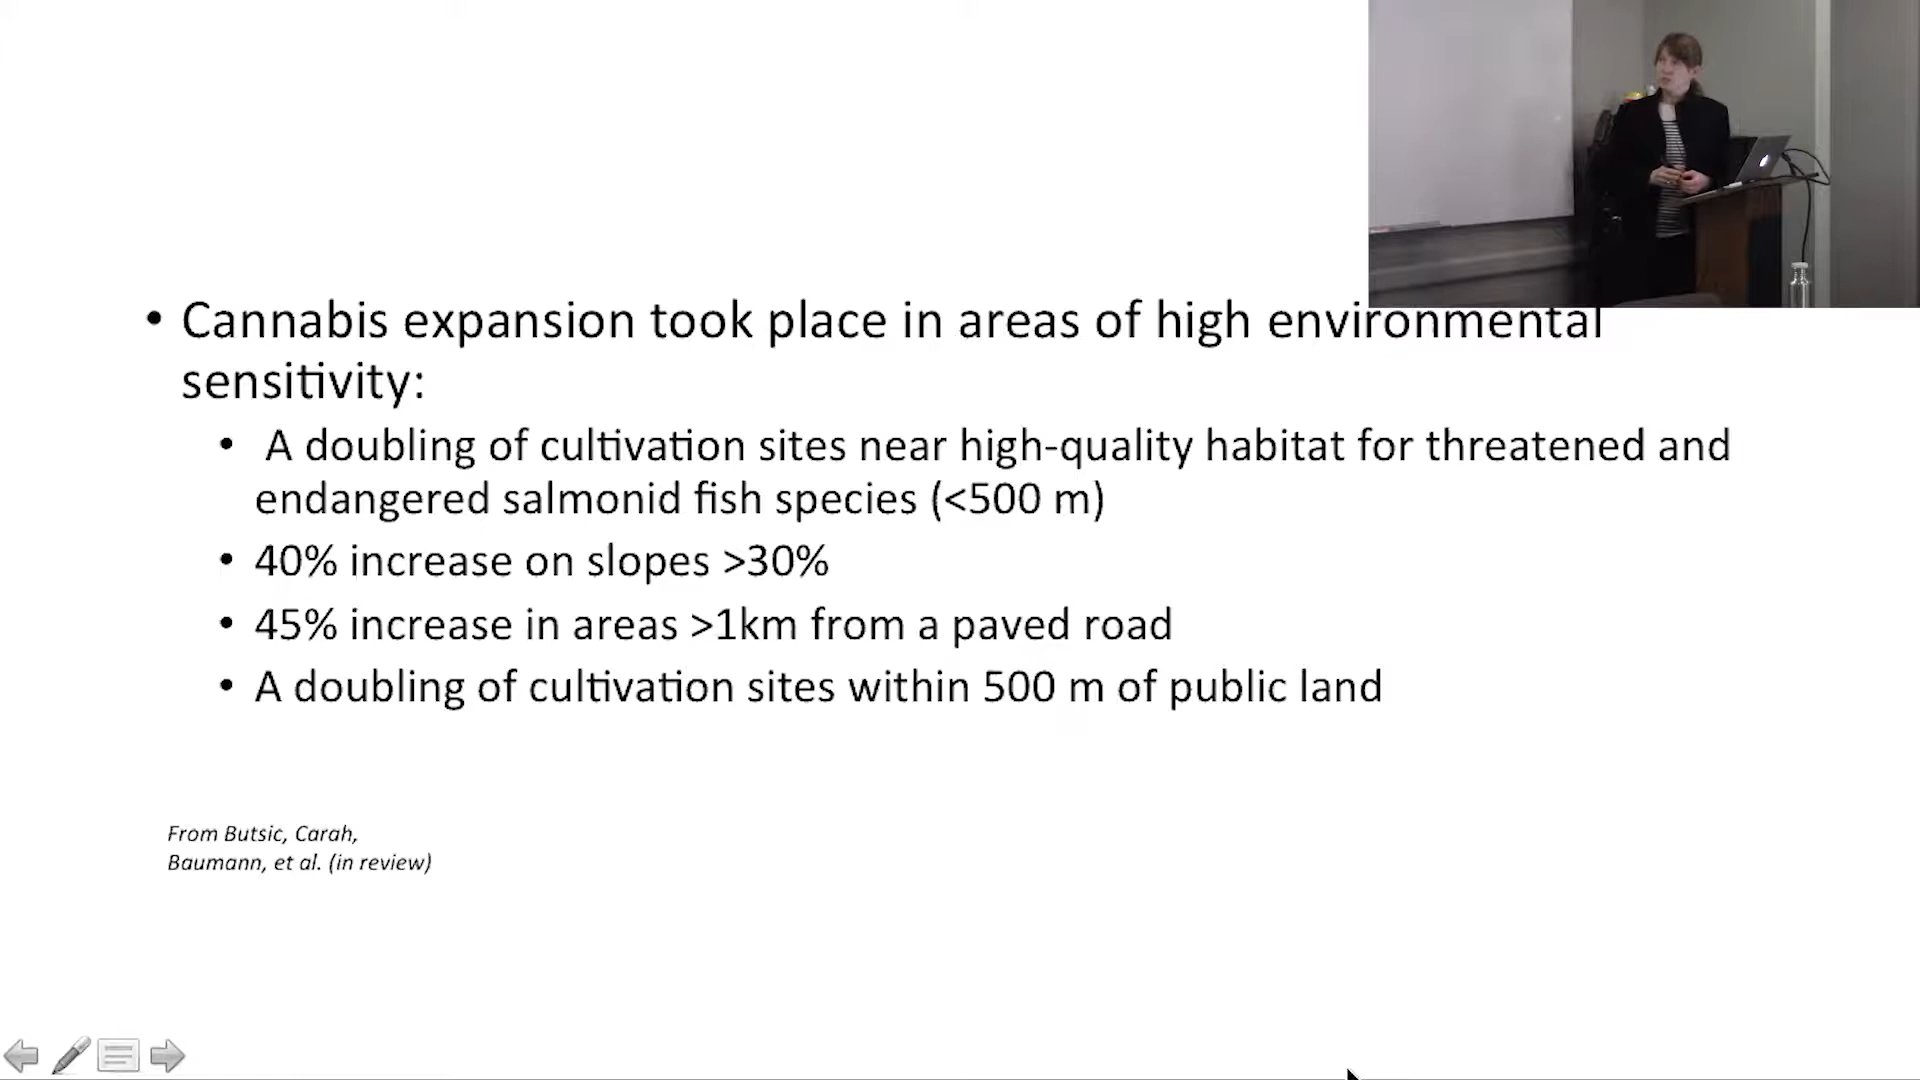 • Cannabis expansion took place in areas of high environmental
sensitivity:
• A doubling of cultivation sites near high-quality habitat for threatened and
endangered salmonid fish species (<500 m)
• 40% increase on slopes >30%
• 45% increase in areas >1km from a paved road
• A doubling of cultivation sites within 500 m of public land
From Butsic, Carah,
Baumann, et al. (in review)